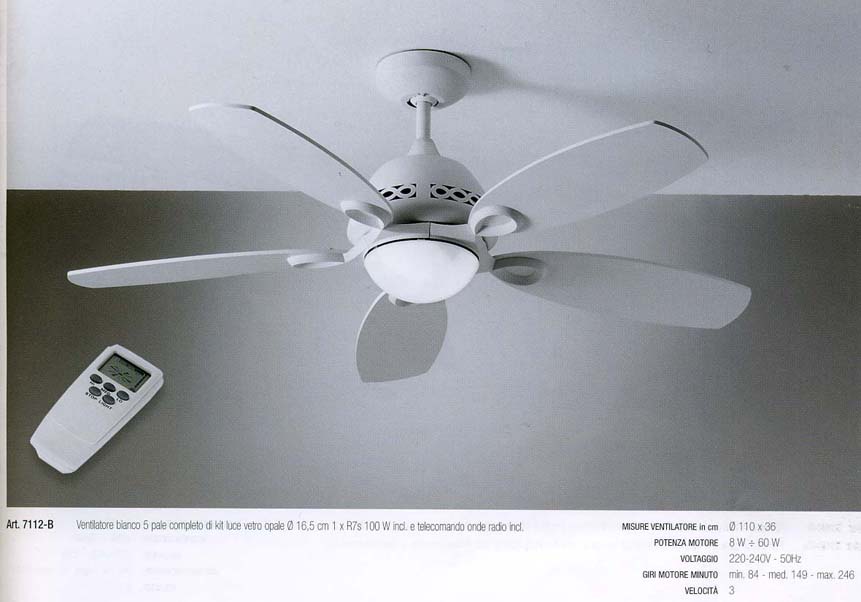 STOP LIGHT
Art. 7112-B Ventilatore bianco 5 pale completo di kit luce vetro opale Ø 16,5 cm 1 x R7s 100 W incl. e telecomando onde radio incl.
MISURE VENTILATORE in cm Ø 110 x 36
POTENZA MOTORE 8 W ÷ 60 W
VOLTAGGIO 220-240V - 50Hz
GIRI MOTORE MINUTO min. 84 - med. 149 - max. 246
VELOCITÀ 3